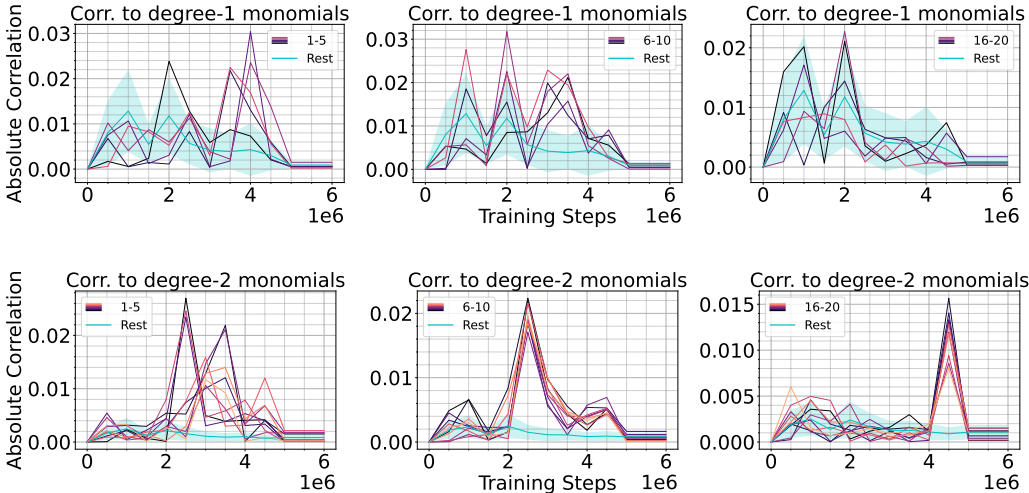 Corr. to degree-1 monomials
Absolute Correlation
0.03
0.02
0.01
0.00
1-5
Rest
0 2 4 6
1e6
Corr. to degree-1 monomials
0.03
0.02
0.01
0.00
6-10
Rest
0 2 4 6
Training Steps
1e6
Corr. to degree-1 monomials
0.02
0.01
0.00
16-20
Rest
0 2 4 6
1e6
Corr. to degree-2 monomials
Absolute Correlation
0.02
0.01
0.00
1-5
Rest
0 2 4 6
1e6
Corr. to degree-2 monomials
0.02
0.01
0.00
6-10
Rest
0 2 4 6
Training Steps
1e6
Corr. to degree-2 monomials
0.015
0.010
0.005
0.000
16-20
Rest
0 2 4 6
1e6